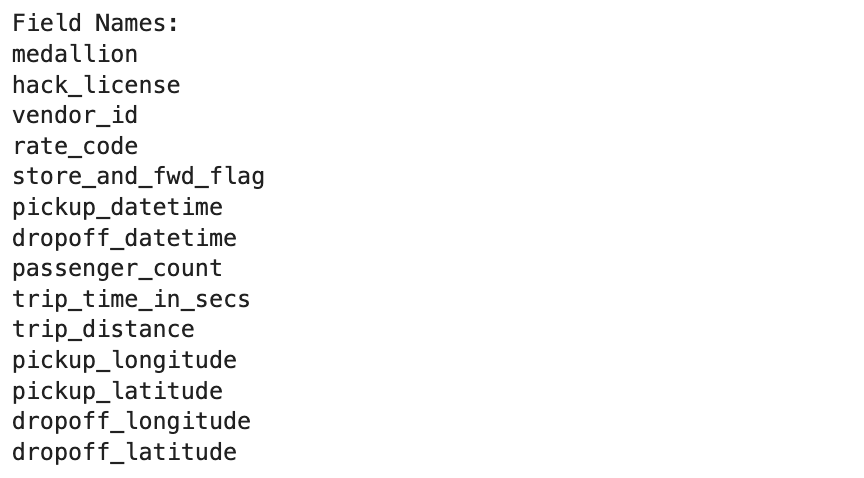 Field Names:
medallion
hack_license
vendor_id
rate_code
store_and_fwd_flag
pickup_datetime
dropoff_datetime
passenger_count
trip_time_in_secs
trip_distance
pickup_longitude
pickup_latitude
dropoff_longitude
dropoff_latitude